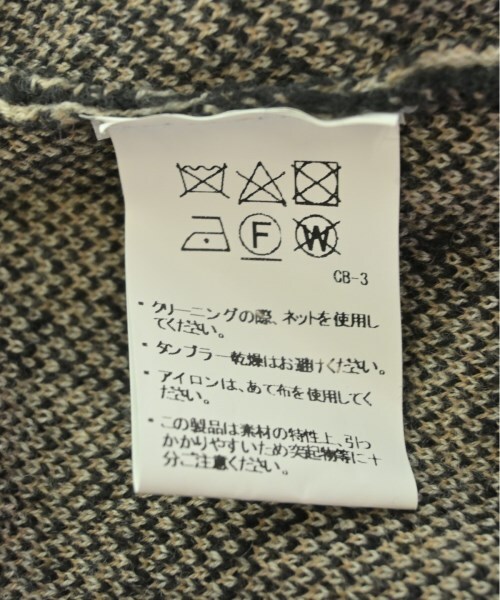 F W
CB-3
・クリーニングの際、ネットを使用し
てください。
・タンブラー乾燥はお避けください。
・アイロンは、あて布を使用してく
ださい。
・この製品は素材の特性上、引っ
かかりやすいため突起物等に十
分ご注意ください。